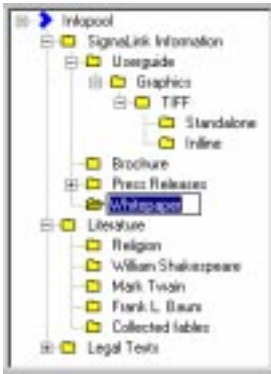 Infopool
SigmaLink Information
Userguide
Graphics
TIFF
Standalone
Inline
Brochure
Press Releases
Whitepaper
Literature
Religion
William Shakespeare
Mark Twain
Frank L. Baum
Collected fables
Legal Texts